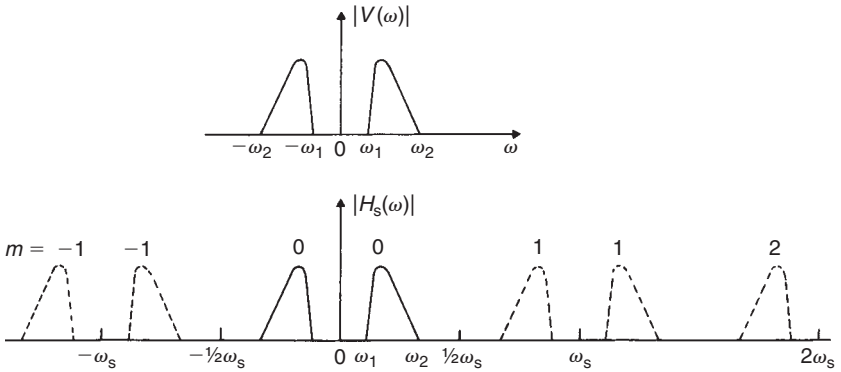 |V(ω)|
−ω₂ −ω₁ 0 ω₁ ω₂ ω
|Hₛ(ω)|
m = −1 −1 0 0 1 1 2
−ωₛ −½ωₛ 0 ω₁ ω₂ ½ωₛ ωₛ 2ωₛ